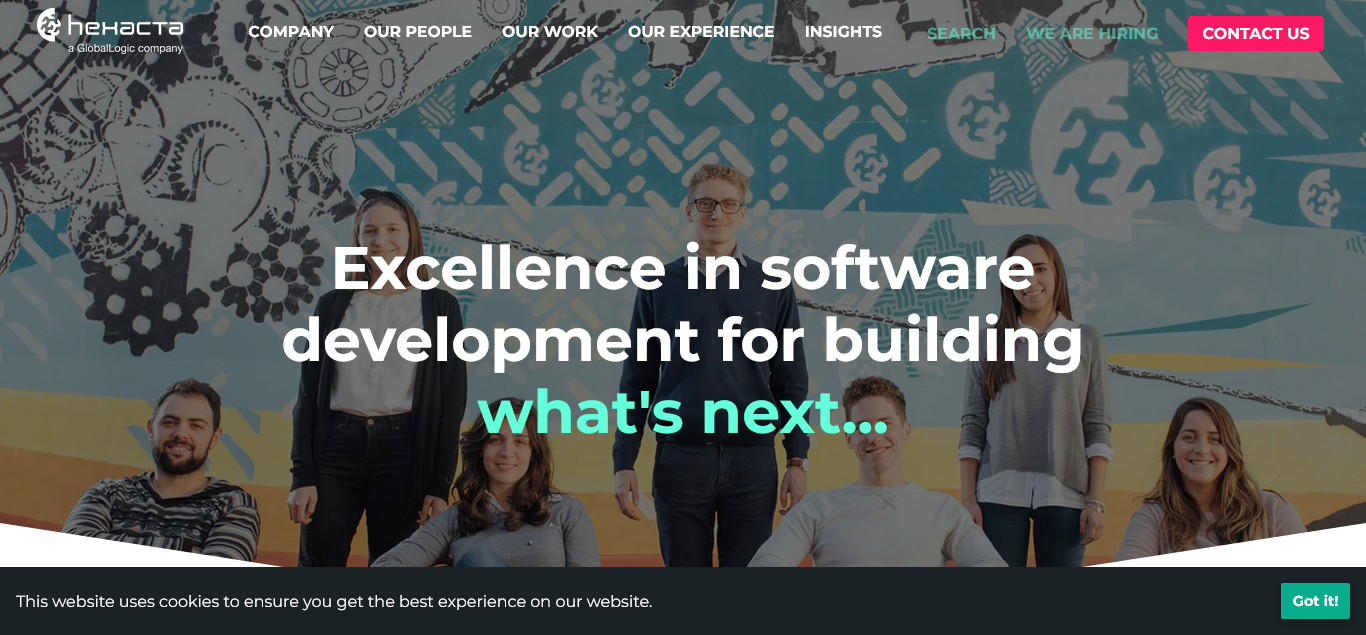 hexacta
a GlobalLogic company
COMPANY
OUR PEOPLE
OUR WORK
OUR EXPERIENCE
INSIGHTS
SEARCH
WE ARE HIRING
CONTACT US
Excellence in software
development for building
what's next...
This website uses cookies to ensure you get the best experience on our website.
Got it!